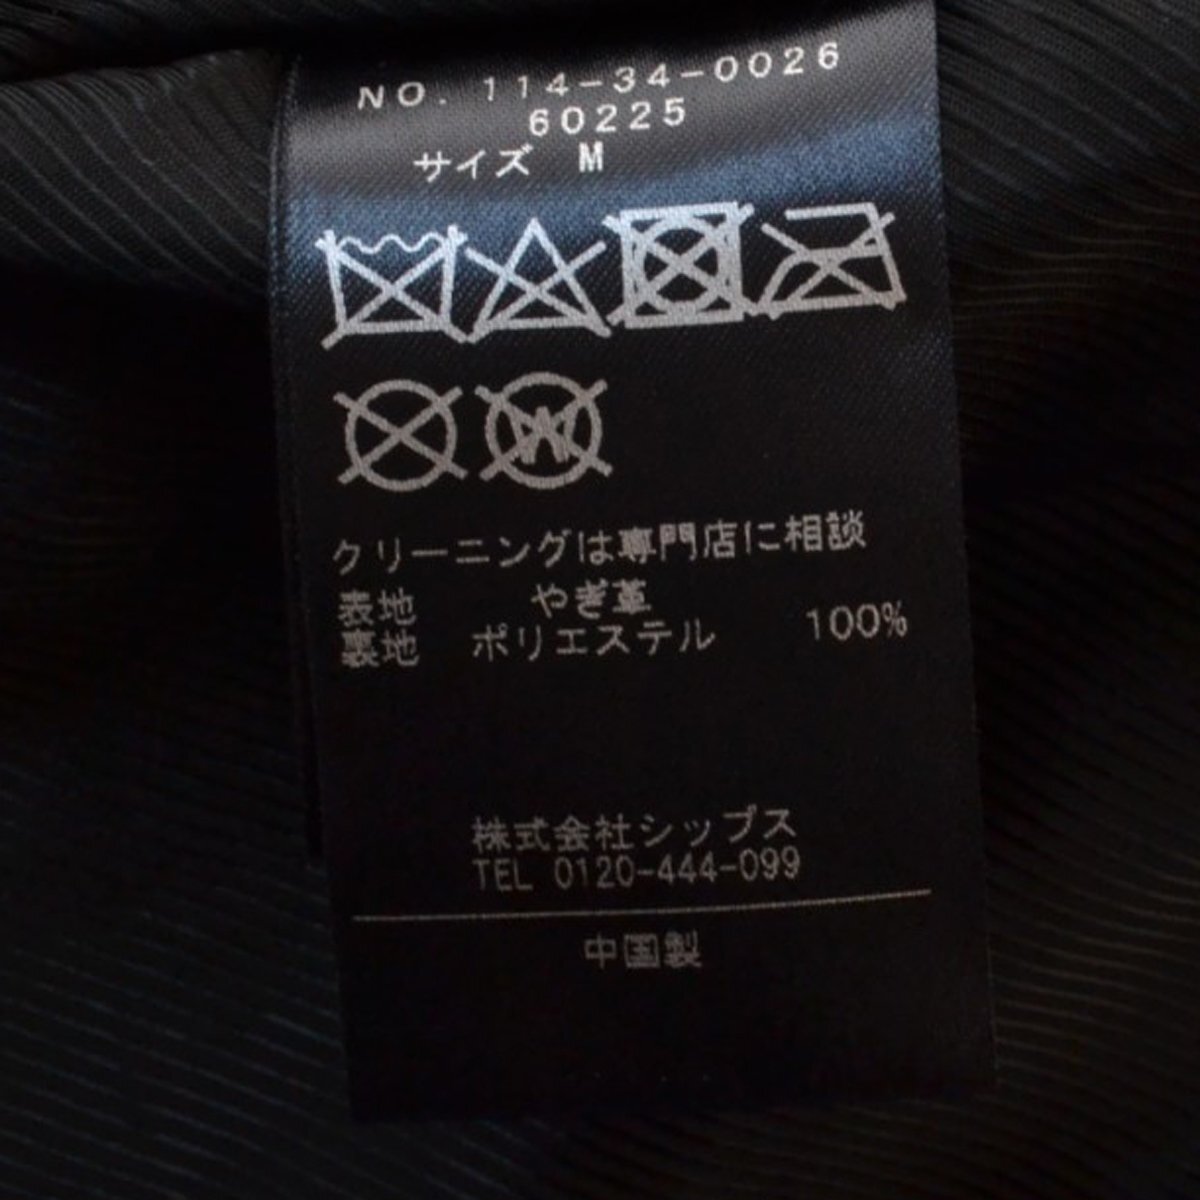 NO. 114-34-0026
60225
サイズ M
クリーニングは専門店に相談
表地 やぎ革
裏地 ポリエステル 100%
株式会社シップス
TEL 0120-444-099
中国製